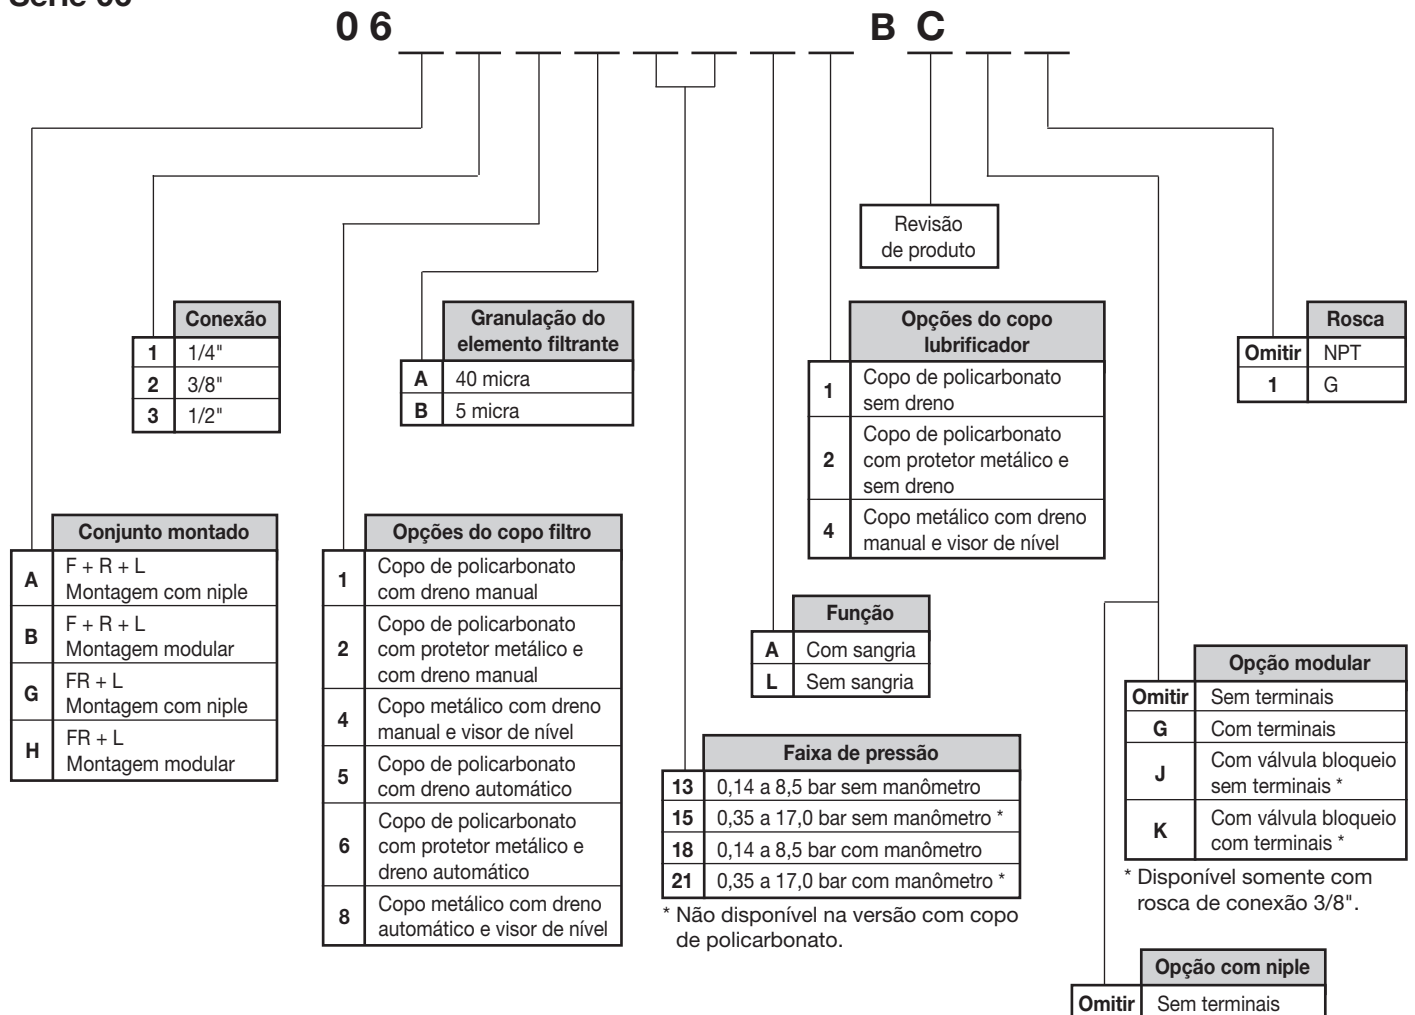 06 B C
Revisão
de produto
Conexão
1 1/4"
2 3/8"
3 1/2"
Granulação do
elemento filtrante
A 40 micra
B 5 micra
Opções do copo
lubrificador
1 Copo de policarbonato
sem dreno
2 Copo de policarbonato
com protetor metálico e
sem dreno
4 Copo metálico com dreno
manual e visor de nível
Rosca
Omitir NPT
1 G
Conjunto montado
A F + R + L
Montagem com niple
B F + R + L
Montagem modular
G FR + L
Montagem com niple
H FR + L
Montagem modular
Opções do copo filtro
1 Copo de policarbonato
com dreno manual
2 Copo de policarbonato
com protetor metálico e
com dreno manual
4 Copo metálico com dreno
manual e visor de nível
5 Copo de policarbonato
com dreno automático
6 Copo de policarbonato
com protetor metálico e
dreno automático
8 Copo metálico com dreno
automático e visor de nível
Função
A Com sangria
L Sem sangria
Faixa de pressão
13 0,14 a 8,5 bar sem manômetro
15 0,35 a 17,0 bar sem manômetro *
18 0,14 a 8,5 bar com manômetro
21 0,35 a 17,0 bar com manômetro *
* Não disponível na versão com copo
de policarbonato.
Opção modular
Omitir Sem terminais
G Com terminais
J Com válvula bloqueio
sem terminais *
K Com válvula bloqueio
com terminais *
* Disponível somente com
rosca de conexão 3/8".
Opção com niple
Omitir Sem terminais